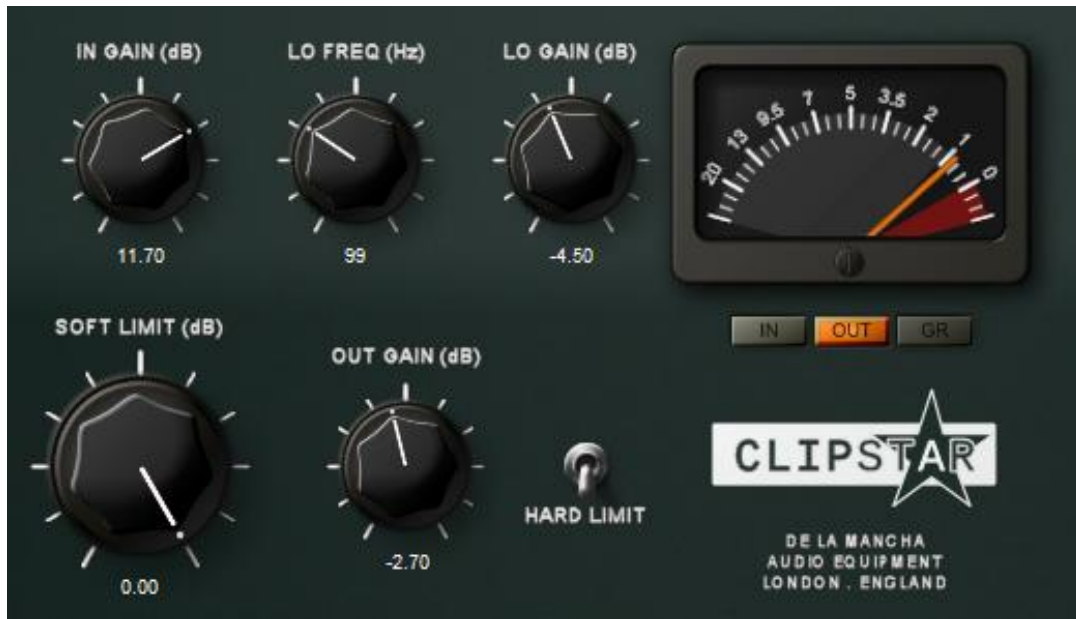 IN GAIN (dB)
LO FREQ (Hz)
LO GAIN (dB)
11.70
99
-4.50
20 13 9.5 7 5 3.5 2 1 0
IN
OUT
GR
SOFT LIMIT (dB)
0.00
OUT GAIN (dB)
-2.70
HARD LIMIT
CLIPSTAR
DE LA MANCHA
AUDIO EQUIPMENT
LONDON . ENGLAND